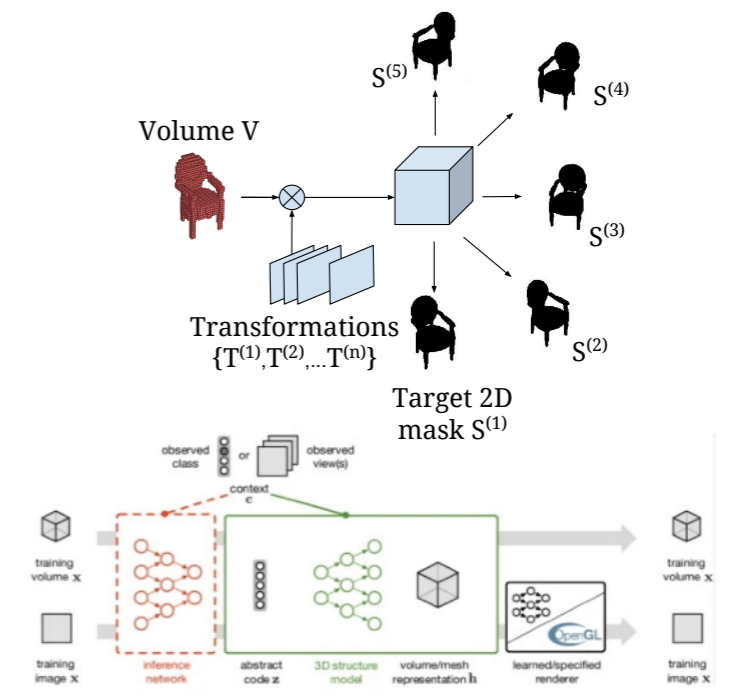 S(5)
S(4)
Volume V
S(3)
Transformations
{T(1),T(2),...T(n)}
S(2)
Target 2D
mask S(1)
observed
class
or
observed
view(s)
context
c
training
volume x
training
volume x
OpenGL
training
image x
inference
network
abstract
code z
3D structure
model
volume/mesh
representation h
learned/specified
renderer
training
image x